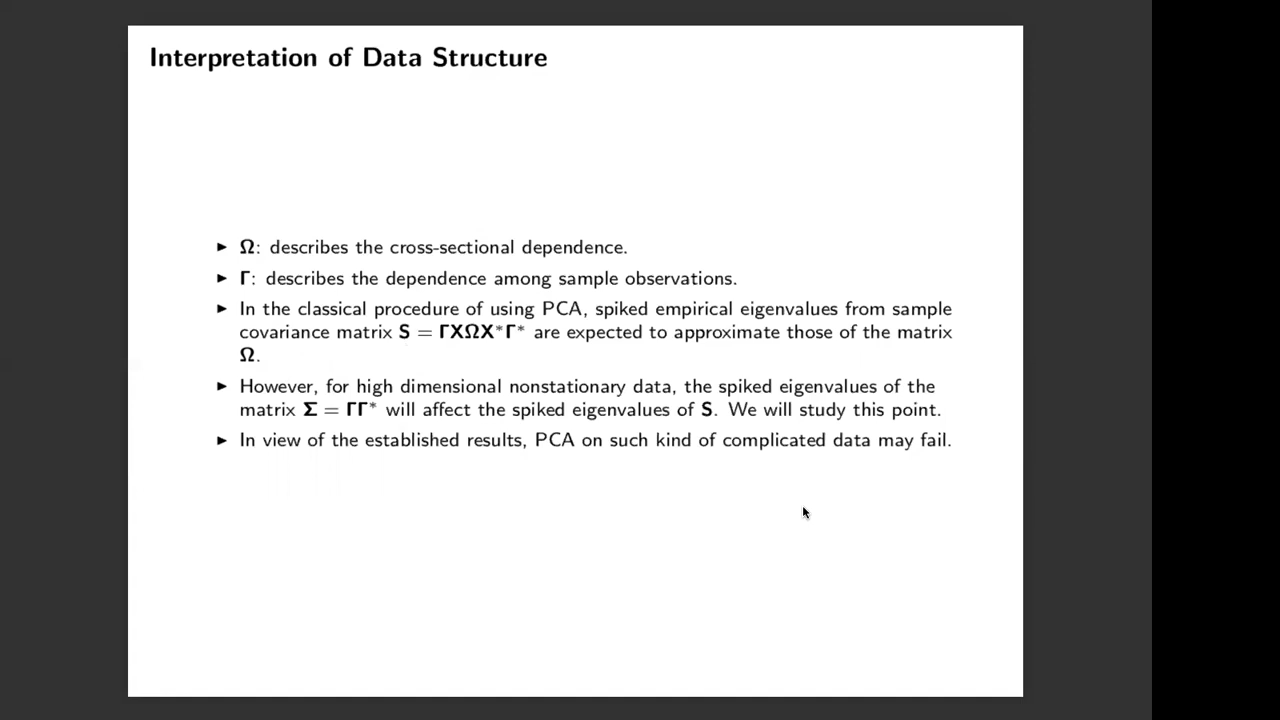 Interpretation of Data Structure
▶ Ω: describes the cross-sectional dependence.
▶ Γ: describes the dependence among sample observations.
▶ In the classical procedure of using PCA, spiked empirical eigenvalues from sample
covariance matrix S = ΓXΩX*Γ* are expected to approximate those of the matrix
Ω.
▶ However, for high dimensional nonstationary data, the spiked eigenvalues of the
matrix Σ = ΓΓ* will affect the spiked eigenvalues of S. We will study this point.
▶ In view of the established results, PCA on such kind of complicated data may fail.